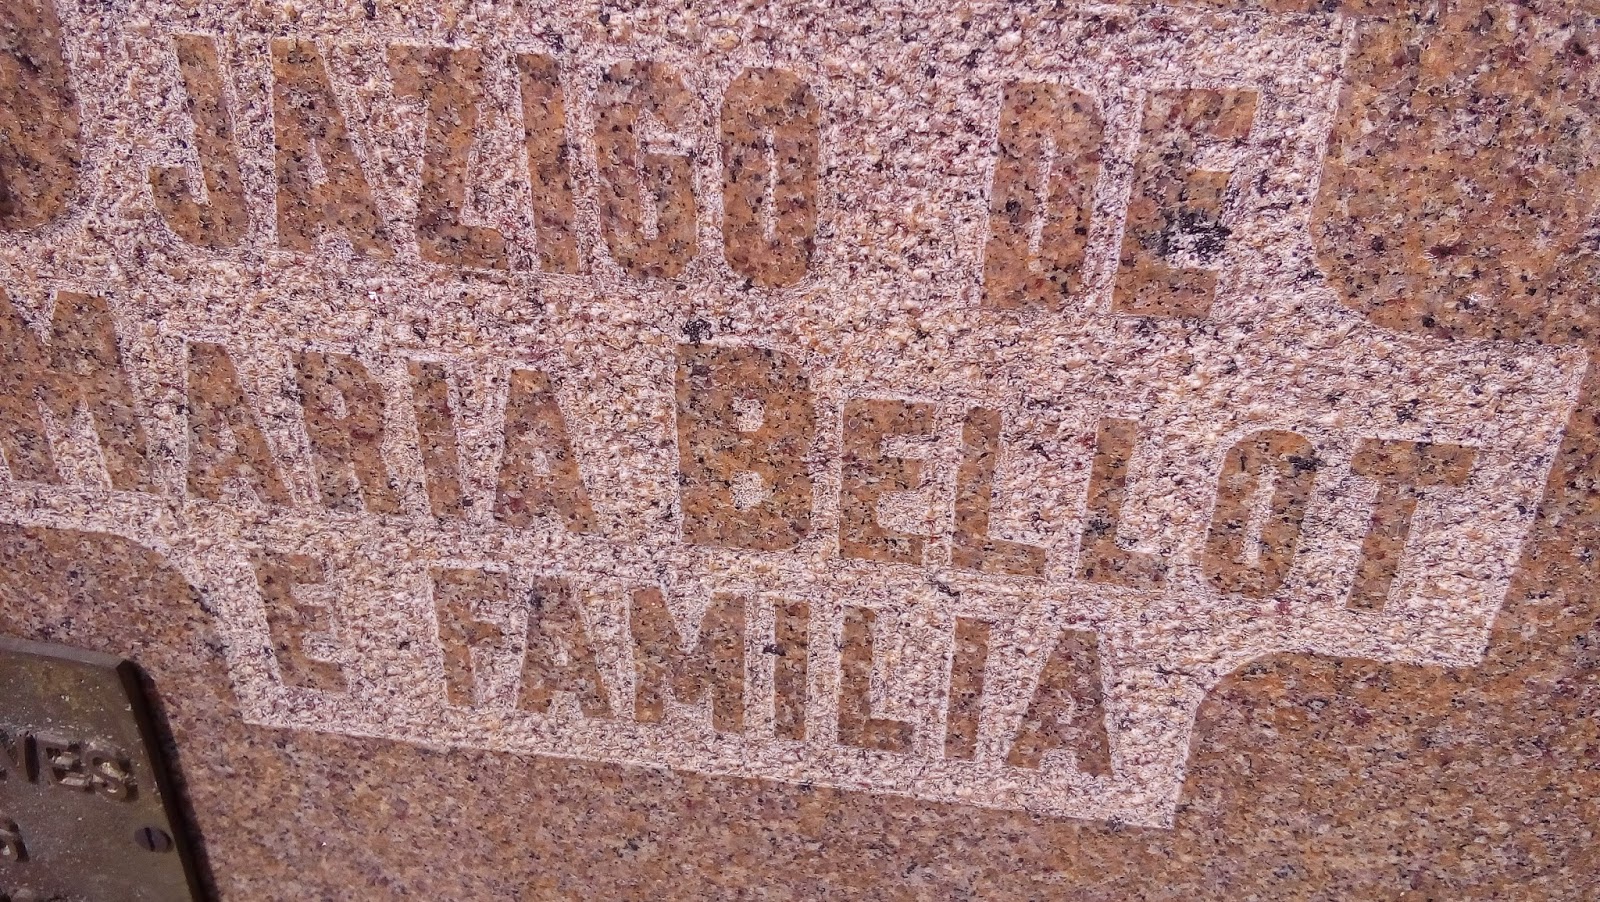 JAZIGO DE
MARIA BELLOT
E FAMILIA